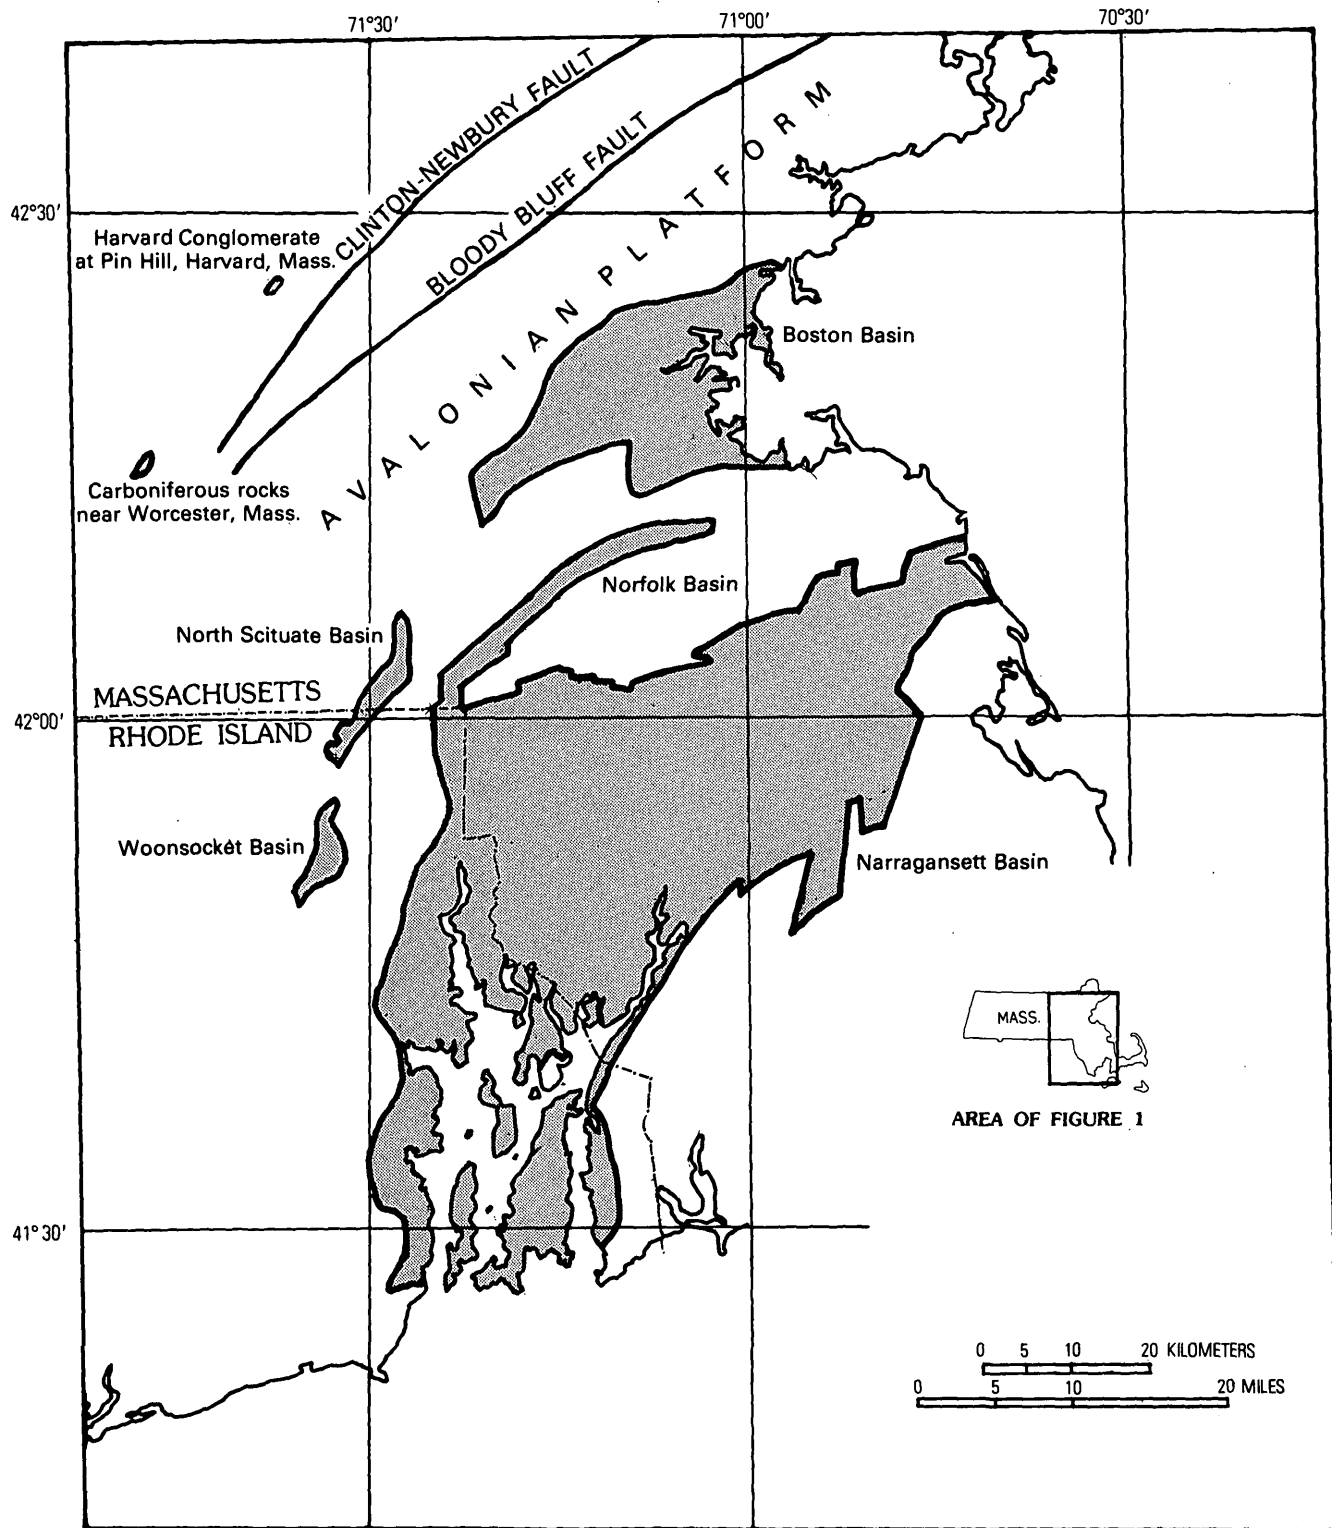 71°30′
71°00′
70°30′
CLINTON-NEWBURY FAULT
BLOODY BLUFF FAULT
AVALONIAN PLATFORM
42°30′
Harvard Conglomerate
at Pin Hill, Harvard, Mass.
Boston Basin
Carboniferous rocks
near Worcester, Mass.
Norfolk Basin
North Scituate Basin
MASSACHUSETTS
42°00′
RHODE ISLAND
Woonsocket Basin
Narragansett Basin
MASS.
AREA OF FIGURE 1
41°30′
0 5 10 20 KILOMETERS
0 5 10 20 MILES